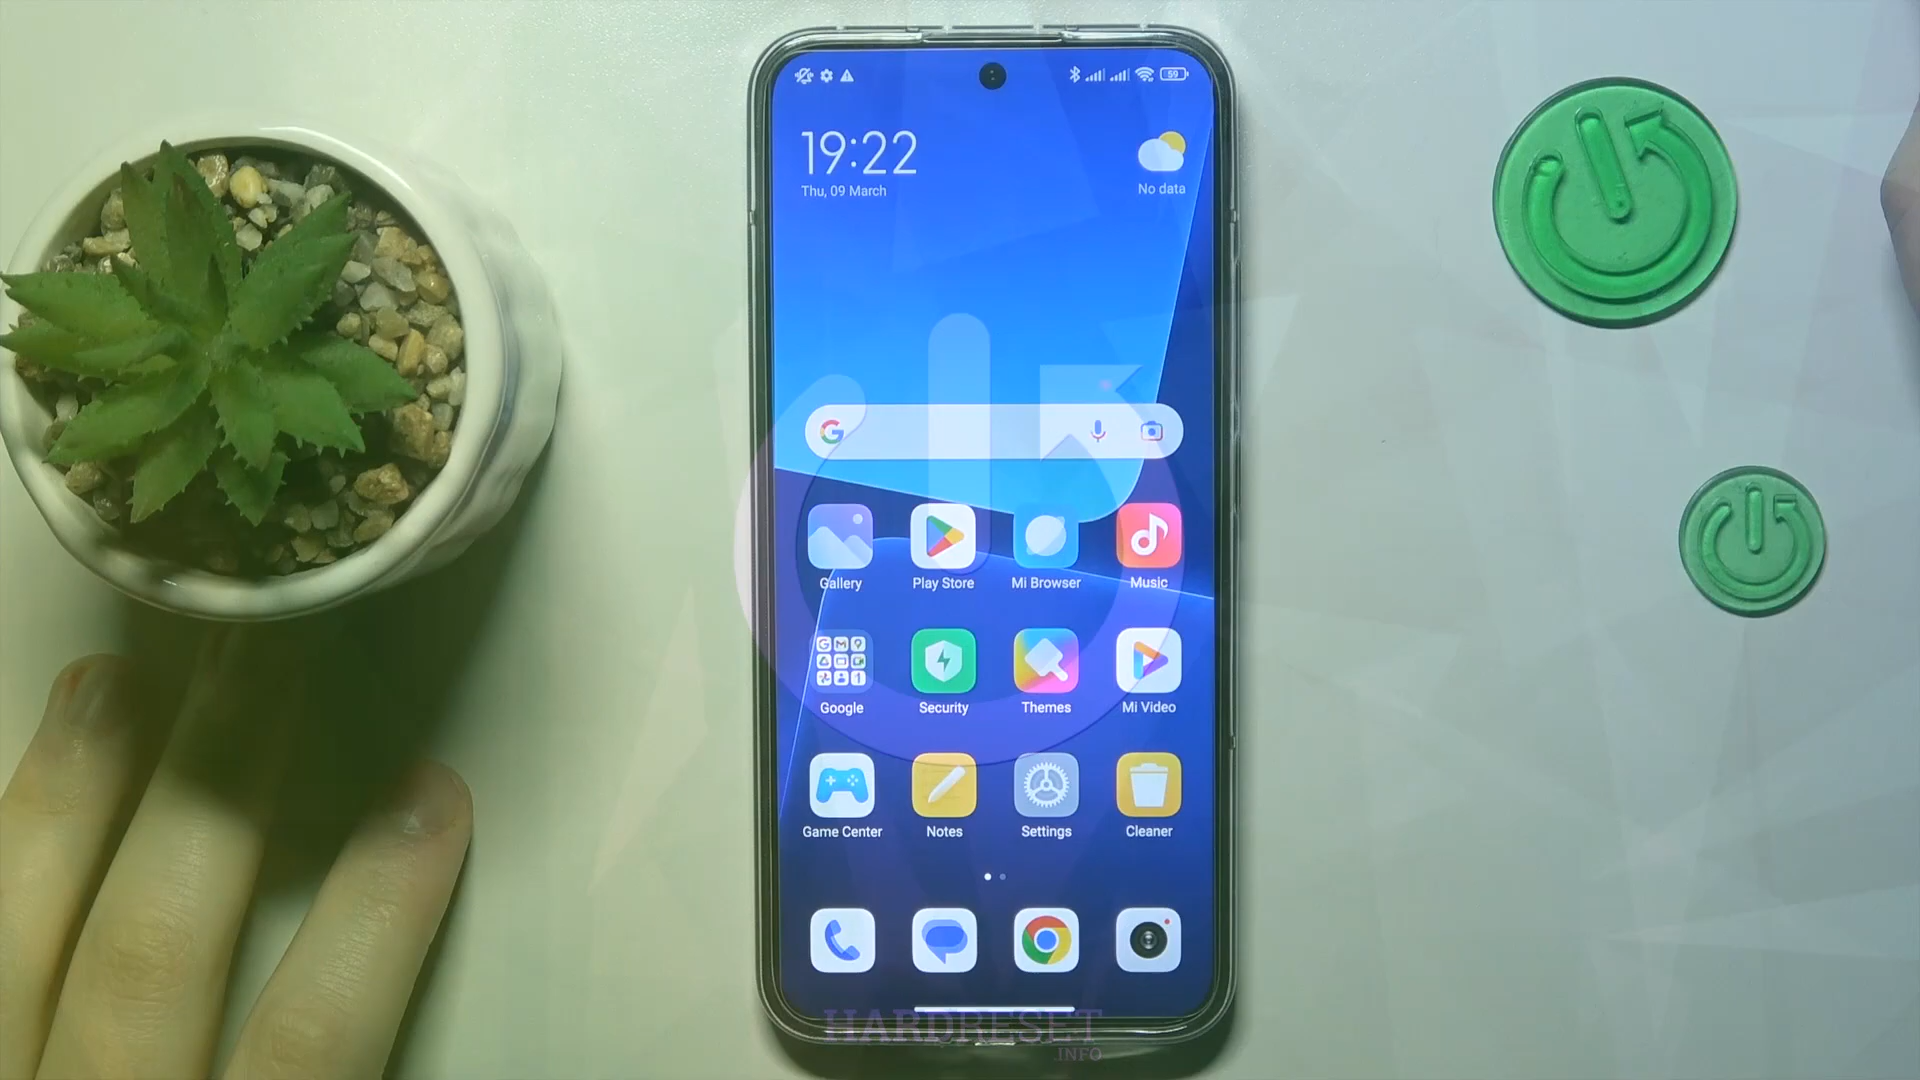 59
19:22
Thu, 09 March
No data
Gallery
Play Store
Mi Browser
Music
Google
Security
Themes
Mi Video
Game Center
Notes
Settings
Cleaner
HARDRESET
.INFO